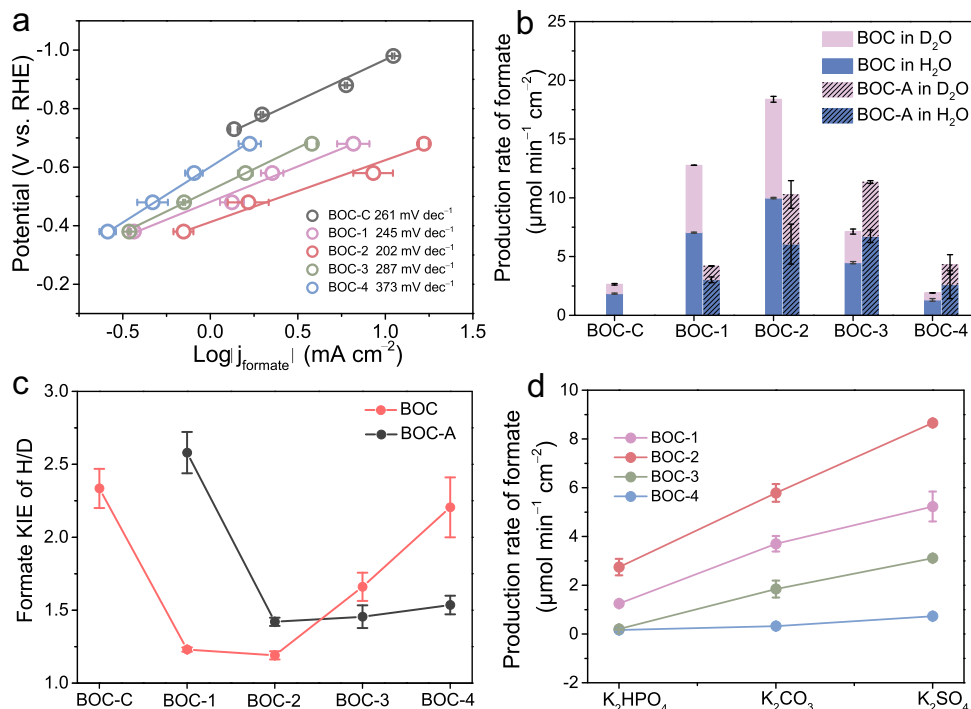 a
Potential (V vs. RHE)
-1.0
-0.8
-0.6
-0.4
-0.2
BOC-C 261 mV dec⁻¹
BOC-1 245 mV dec⁻¹
BOC-2 202 mV dec⁻¹
BOC-3 287 mV dec⁻¹
BOC-4 373 mV dec⁻¹
-0.5 0.0 0.5 1.0 1.5
Log|j_formate| (mA cm⁻²)
b
Production rate of formate
(μmol min⁻¹ cm⁻²)
25
20
15
10
5
0
BOC in D₂O
BOC in H₂O
BOC-A in D₂O
BOC-A in H₂O
BOC-C BOC-1 BOC-2 BOC-3 BOC-4
c
Formate KIE of H/D
3.0
2.5
2.0
1.5
1.0
BOC
BOC-A
BOC-C BOC-1 BOC-2 BOC-3 BOC-4
d
Production rate of formate
(μmol min⁻¹ cm⁻²)
10
8
6
4
2
0
-2
BOC-1
BOC-2
BOC-3
BOC-4
K₂HPO₄ K₂CO₃ K₂SO₄